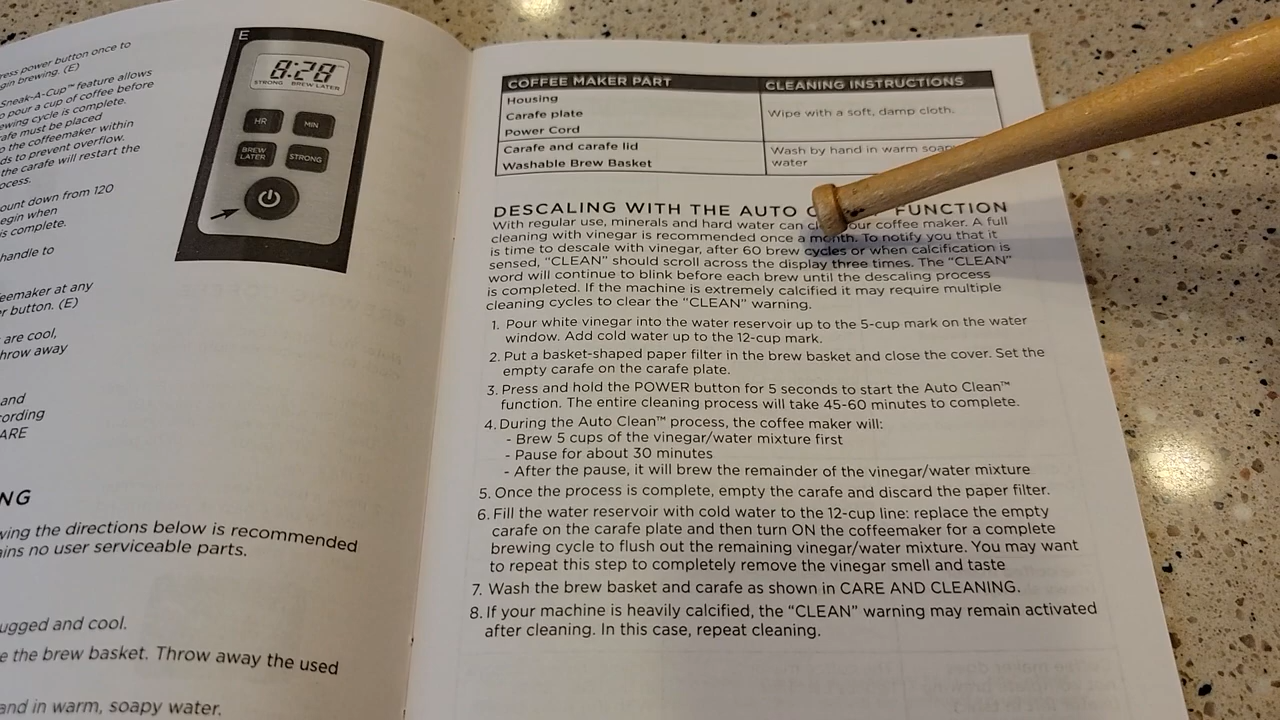 ress power button once to
gin brewing. (E)
Sneak-A-Cup™ feature allows
o pour a cup of coffee before
ewing cycle is complete.
rafe must be placed
o the coffeemaker within
ds to prevent overflow.
the carafe will restart the
ocess.
ount down from 120
egin when
is complete.
handle to
feemaker at any
r button. (E)
are cool,
hrow away
and
cording
ARE
NG
wing the directions below is recommended
ains no user serviceable parts.
ugged and cool.
e the brew basket. Throw away the used
and in warm, soapy water.
E
8:28
STRONG BREW LATER
HR MIN
BREW LATER STRONG
COFFEE MAKER PART CLEANING INSTRUCTIONS
Housing
Carafe plate
Power Cord
Wipe with a soft, damp cloth.
Carafe and carafe lid
Washable Brew Basket
Wash by hand in warm soap
water
DESCALING WITH THE AUTO FUNCTION
With regular use, minerals and hard water can your coffee maker. A full
cleaning with vinegar is recommended once a month. To notify you that it
is time to descale with vinegar, after 60 brew cycles or when calcification is
sensed, “CLEAN” should scroll across the display three times. The “CLEAN”
word will continue to blink before each brew until the descaling process
is completed. If the machine is extremely calcified it may require multiple
cleaning cycles to clear the “CLEAN” warning.
1. Pour white vinegar into the water reservoir up to the 5-cup mark on the water
window. Add cold water up to the 12-cup mark.
2. Put a basket-shaped paper filter in the brew basket and close the cover. Set the
empty carafe on the carafe plate.
3. Press and hold the POWER button for 5 seconds to start the Auto Clean™
function. The entire cleaning process will take 45-60 minutes to complete.
4. During the Auto Clean™ process, the coffee maker will:
- Brew 5 cups of the vinegar/water mixture first
- Pause for about 30 minutes
- After the pause, it will brew the remainder of the vinegar/water mixture
5. Once the process is complete, empty the carafe and discard the paper filter.
6. Fill the water reservoir with cold water to the 12-cup line: replace the empty
carafe on the carafe plate and then turn ON the coffeemaker for a complete
brewing cycle to flush out the remaining vinegar/water mixture. You may want
to repeat this step to completely remove the vinegar smell and taste
7. Wash the brew basket and carafe as shown in CARE AND CLEANING.
8. If your machine is heavily calcified, the “CLEAN” warning may remain activated
after cleaning. In this case, repeat cleaning.